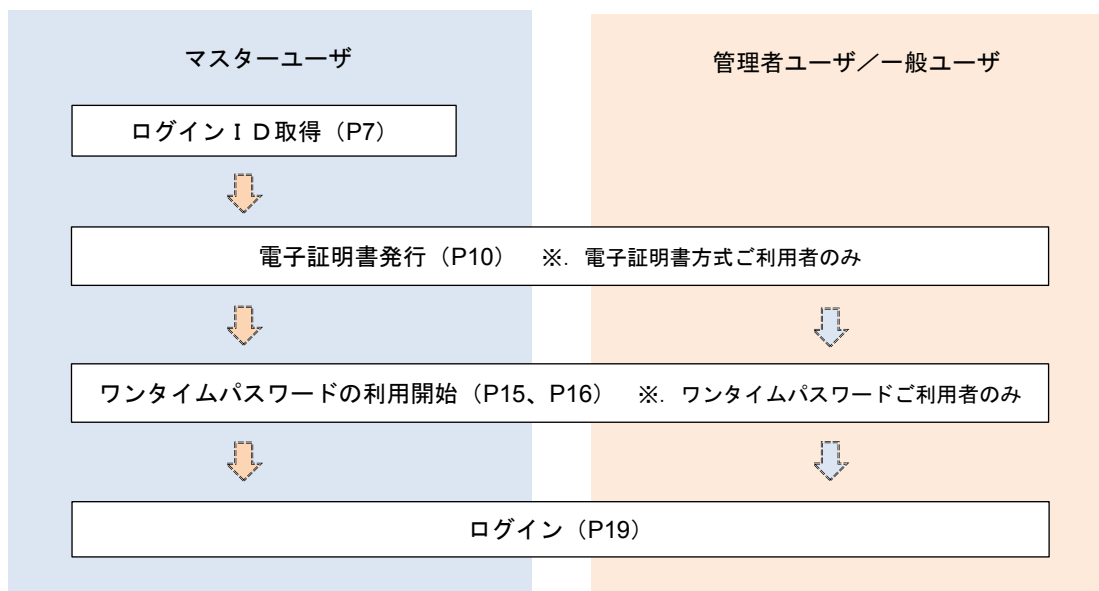 マスターユーザ
管理者ユーザ／一般ユーザ
ログインＩＤ取得（P7）
電子証明書発行（P10）　※. 電子証明書方式ご利用者のみ
ワンタイムパスワードの利用開始（P15、P16）　※. ワンタイムパスワードご利用者のみ
ログイン（P19）